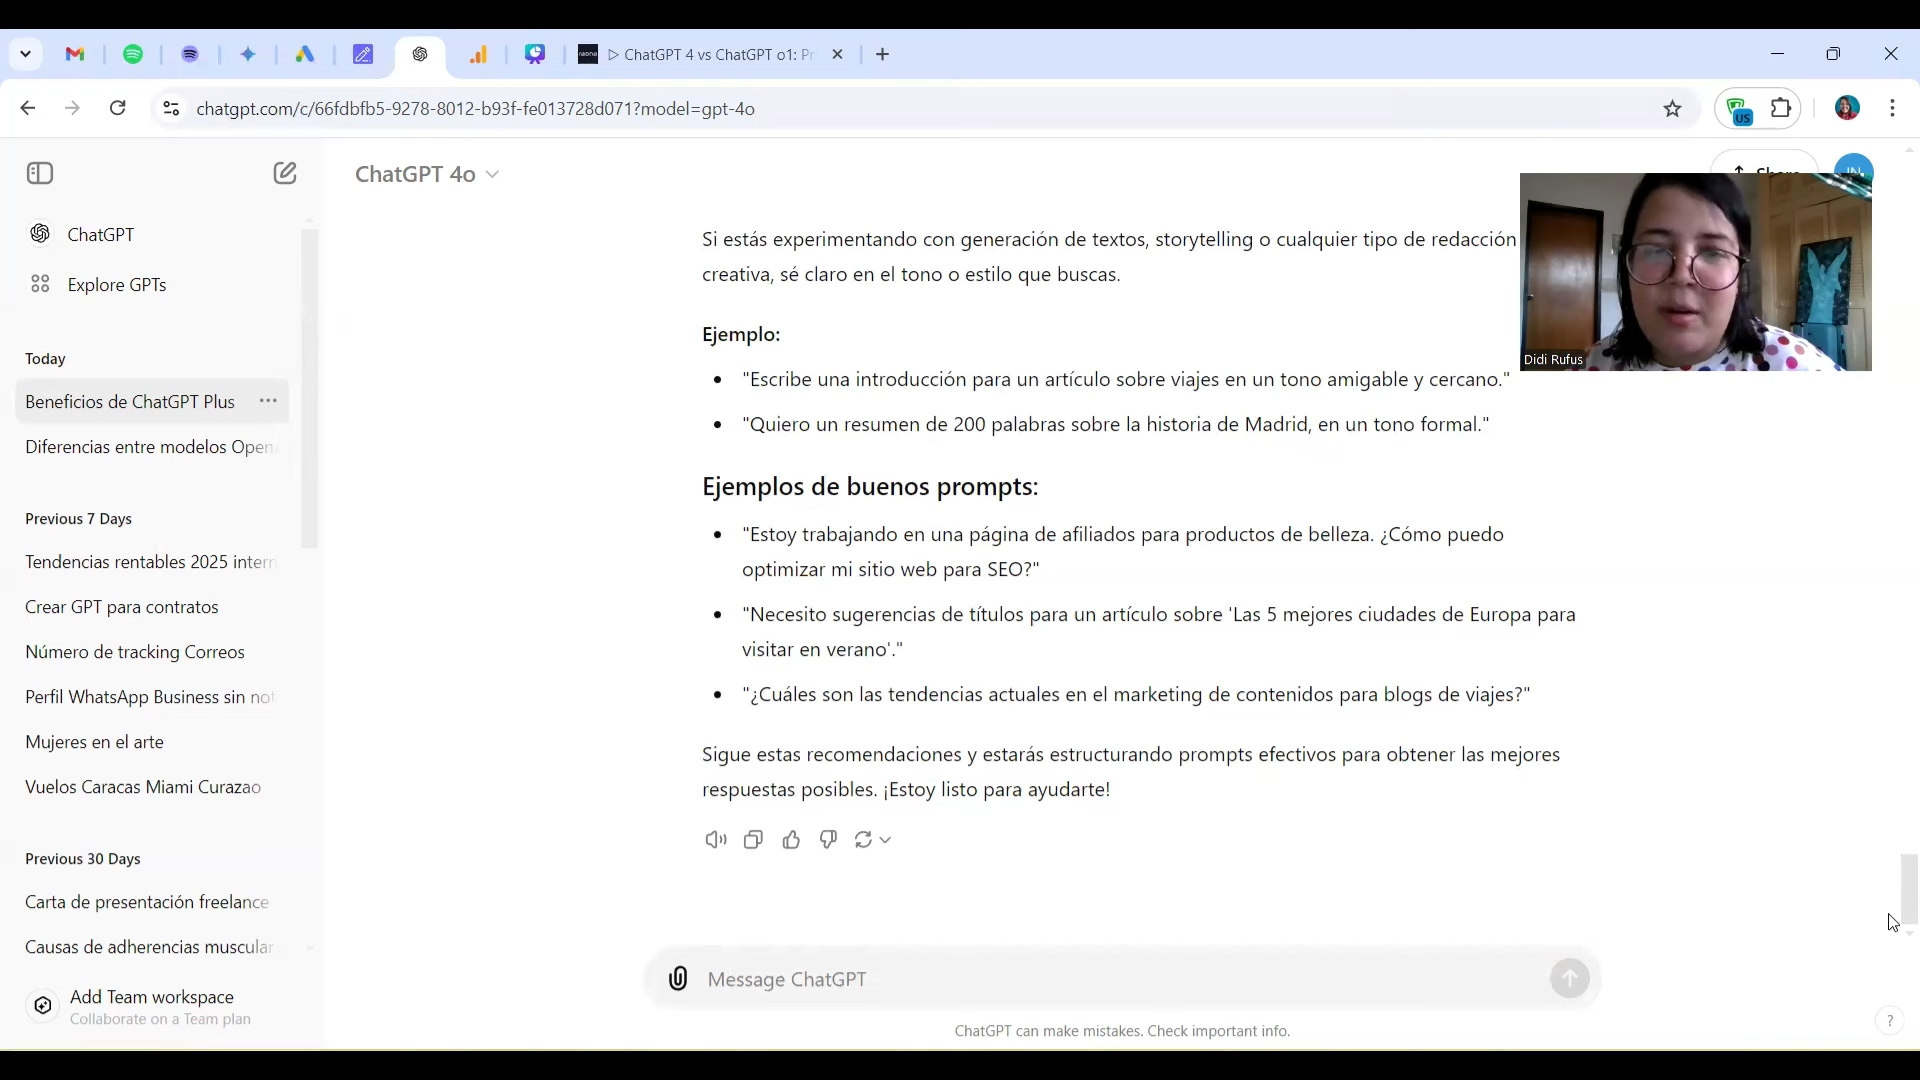 ▷ ChatGPT 4 vs ChatGPT o1: Pr
chatgpt.com/c/66fdbfb5-9278-8012-b93f-fe013728d071?model=gpt-4o
US
ChatGPT
Explore GPTs
Today
Beneficios de ChatGPT Plus
Diferencias entre modelos Open
Previous 7 Days
Tendencias rentables 2025 intern
Crear GPT para contratos
Número de tracking Correos
Perfil WhatsApp Business sin not
Mujeres en el arte
Vuelos Caracas Miami Curazao
Previous 30 Days
Carta de presentación freelance
Causas de adherencias muscular
Add Team workspace
Collaborate on a Team plan
ChatGPT 4o
Share
Didi Rufus
Si estás experimentando con generación de textos, storytelling o cualquier tipo de redacción
creativa, sé claro en el tono o estilo que buscas.
Ejemplo:
"Escribe una introducción para un artículo sobre viajes en un tono amigable y cercano."
"Quiero un resumen de 200 palabras sobre la historia de Madrid, en un tono formal."
Ejemplos de buenos prompts:
"Estoy trabajando en una página de afiliados para productos de belleza. ¿Cómo puedo
optimizar mi sitio web para SEO?"
"Necesito sugerencias de títulos para un artículo sobre 'Las 5 mejores ciudades de Europa para
visitar en verano'."
"¿Cuáles son las tendencias actuales en el marketing de contenidos para blogs de viajes?"
Sigue estas recomendaciones y estarás estructurando prompts efectivos para obtener las mejores
respuestas posibles. ¡Estoy listo para ayudarte!
Message ChatGPT
ChatGPT can make mistakes. Check important info.
?